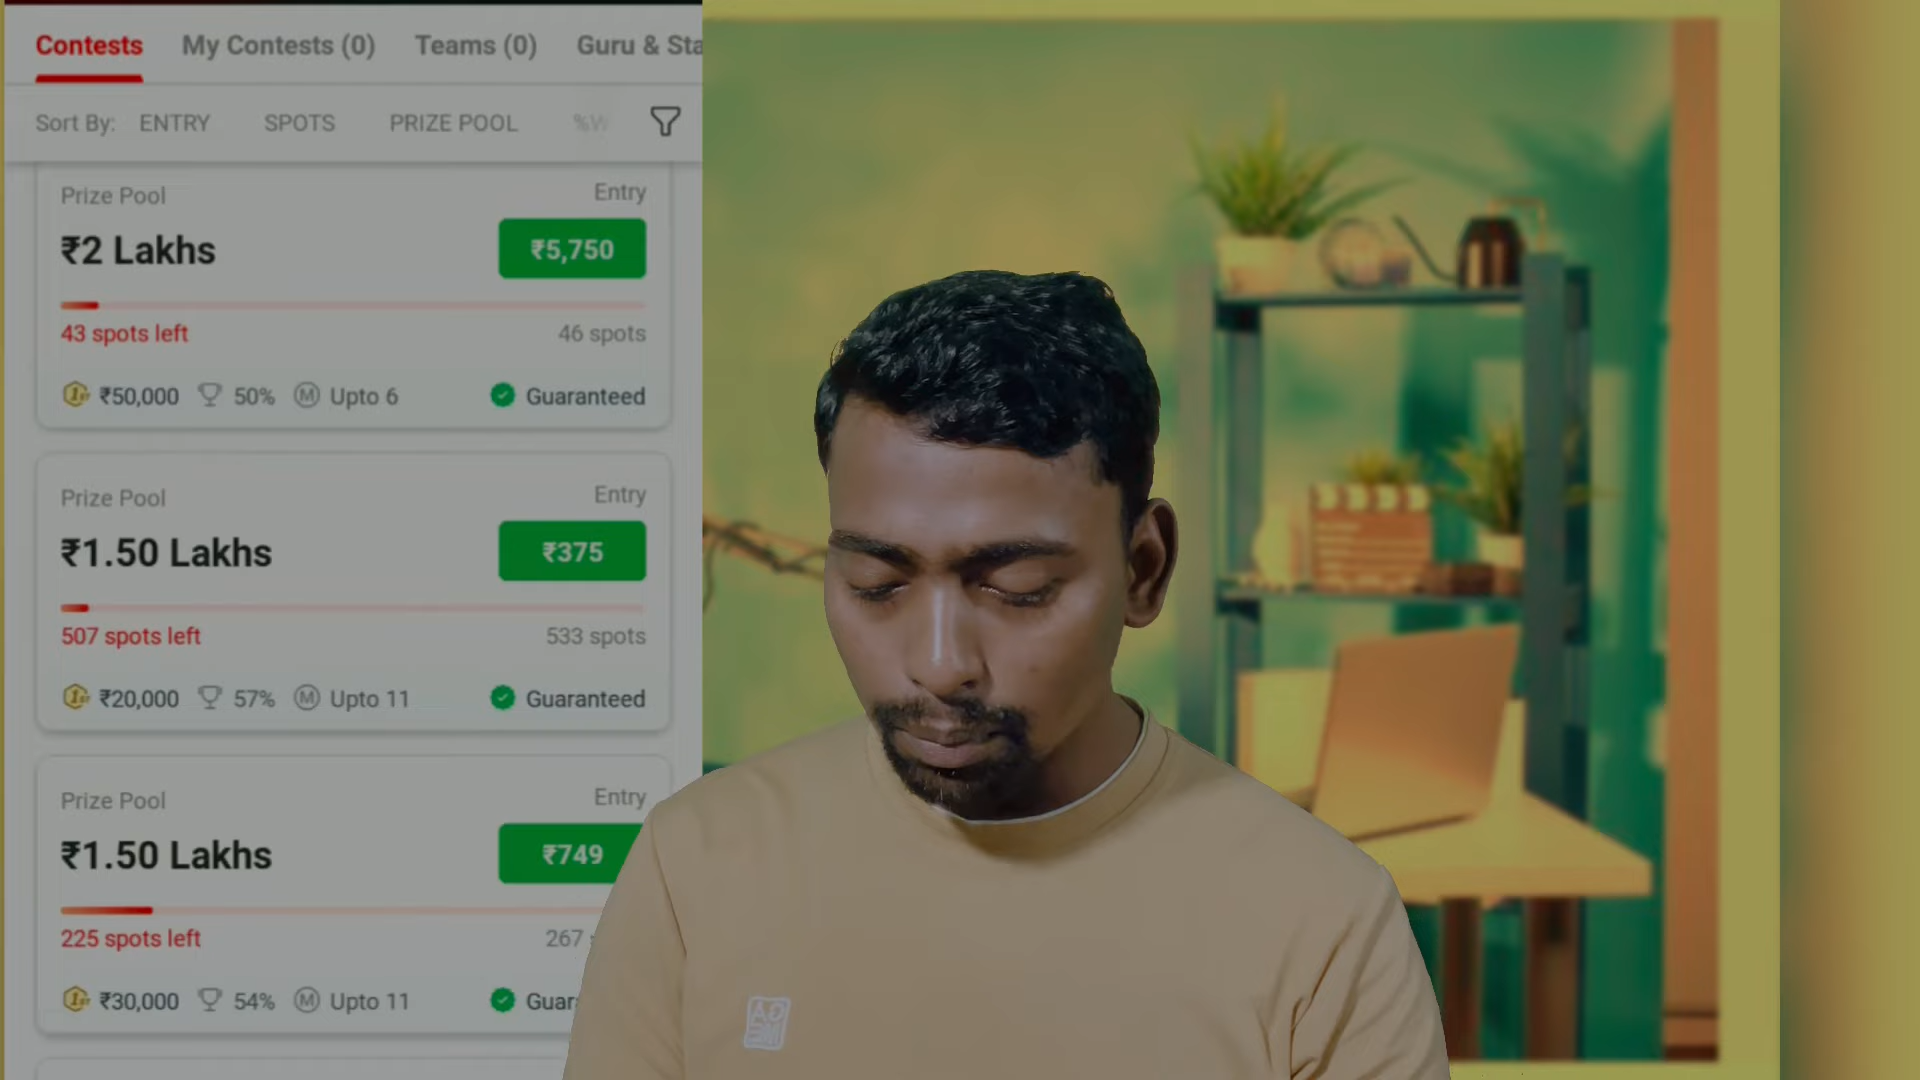 Contests My Contests (0) Teams (0) Guru & Sta
Sort By: ENTRY SPOTS PRIZE POOL %W
Prize Pool Entry
₹2 Lakhs ₹5,750
43 spots left 46 spots
₹50,000 50% M Upto 6 Guaranteed
Prize Pool Entry
₹1.50 Lakhs ₹375
507 spots left 533 spots
₹20,000 57% M Upto 11 Guaranteed
Prize Pool Entry
₹1.50 Lakhs ₹749
225 spots left 267
₹30,000 54% M Upto 11 Guar